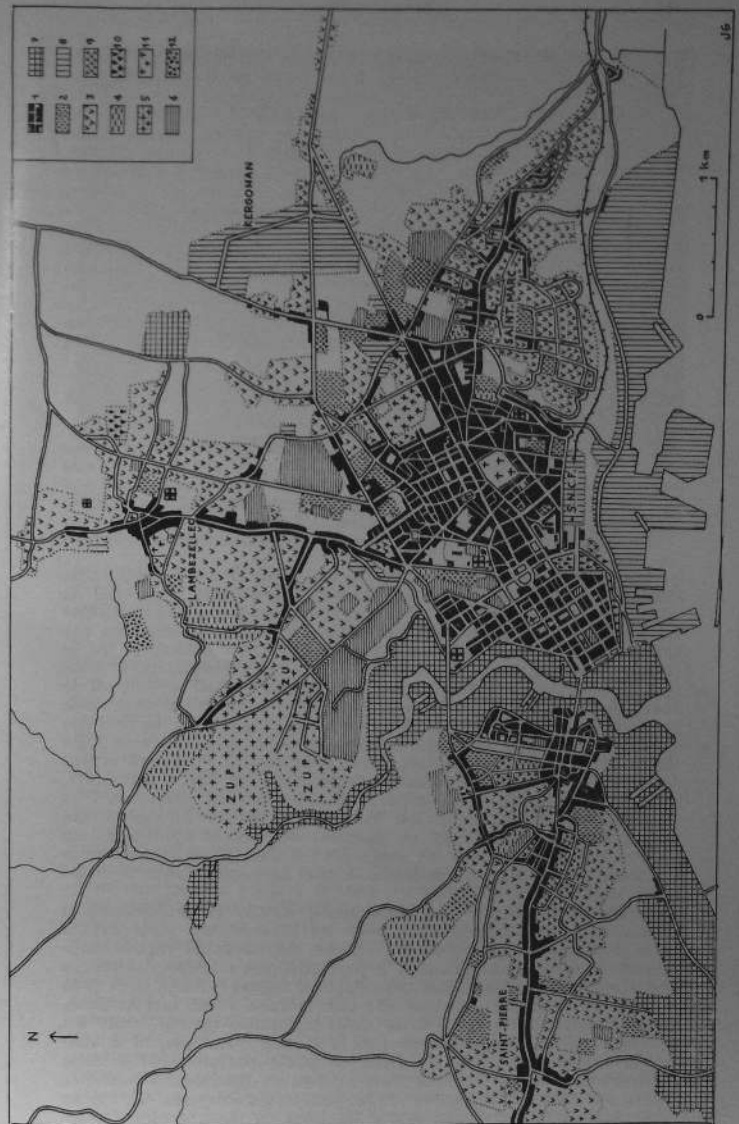 7
8
9
10
11
12
1
2
3
4
5
6
KERGOMAN
LAMBEZELLEC
ZUP
ZUP
ZUP
SAINT-MARC
S.N.C.F.
SAINT-PIERRE
N
0 1 km
JG